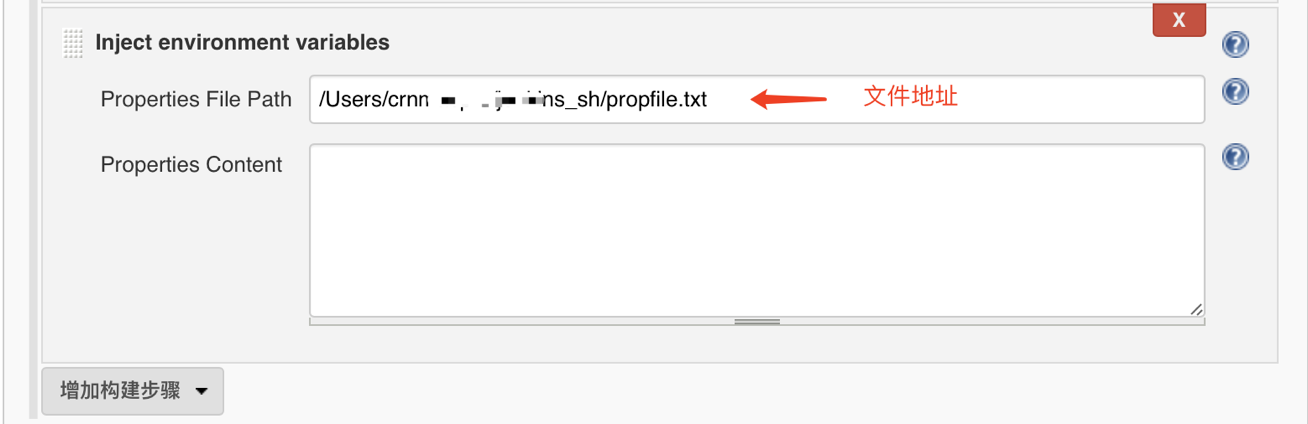 X
Inject environment variables
Properties File Path /Users/crnn ns_sh/propfile.txt 文件地址
Properties Content
增加构建步骤